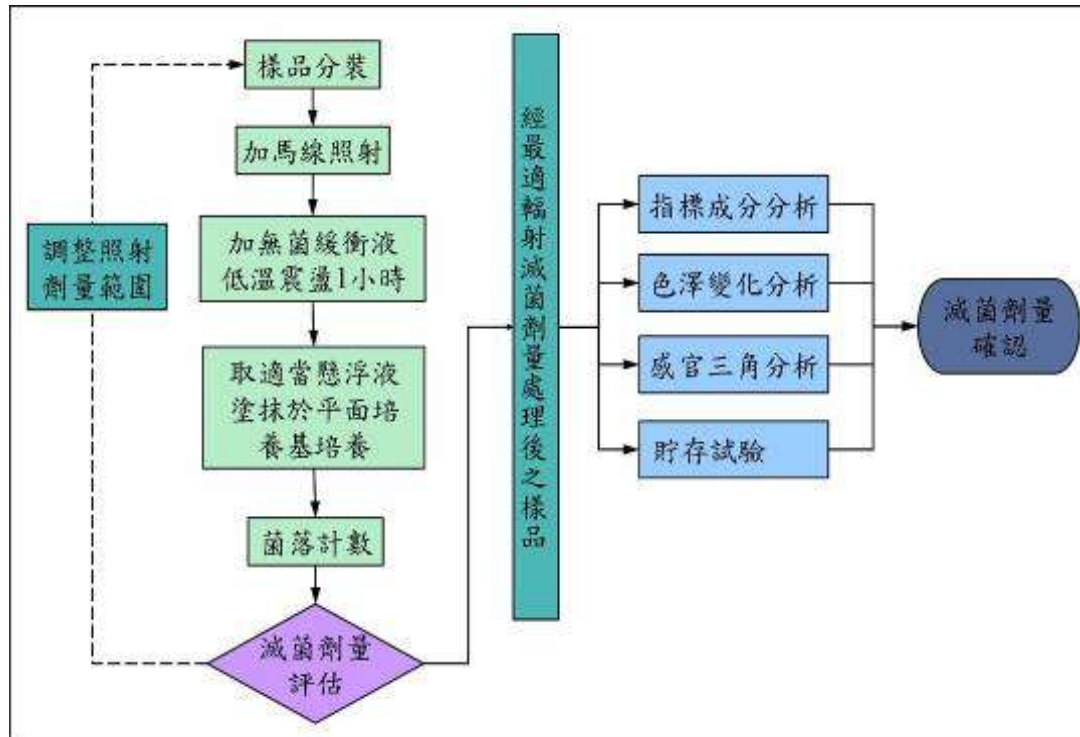 樣品分裝
加馬線照射
加無菌緩衝液
低溫震盪1小時
取適當懸浮液
塗抹於平面培
養基培養
菌落計數
滅菌劑量
評估
調整照射
劑量範圍
經最適輻射滅菌劑量處理後之樣品
指標成分分析
色澤變化分析
感官三角分析
貯存試驗
滅菌劑量
確認